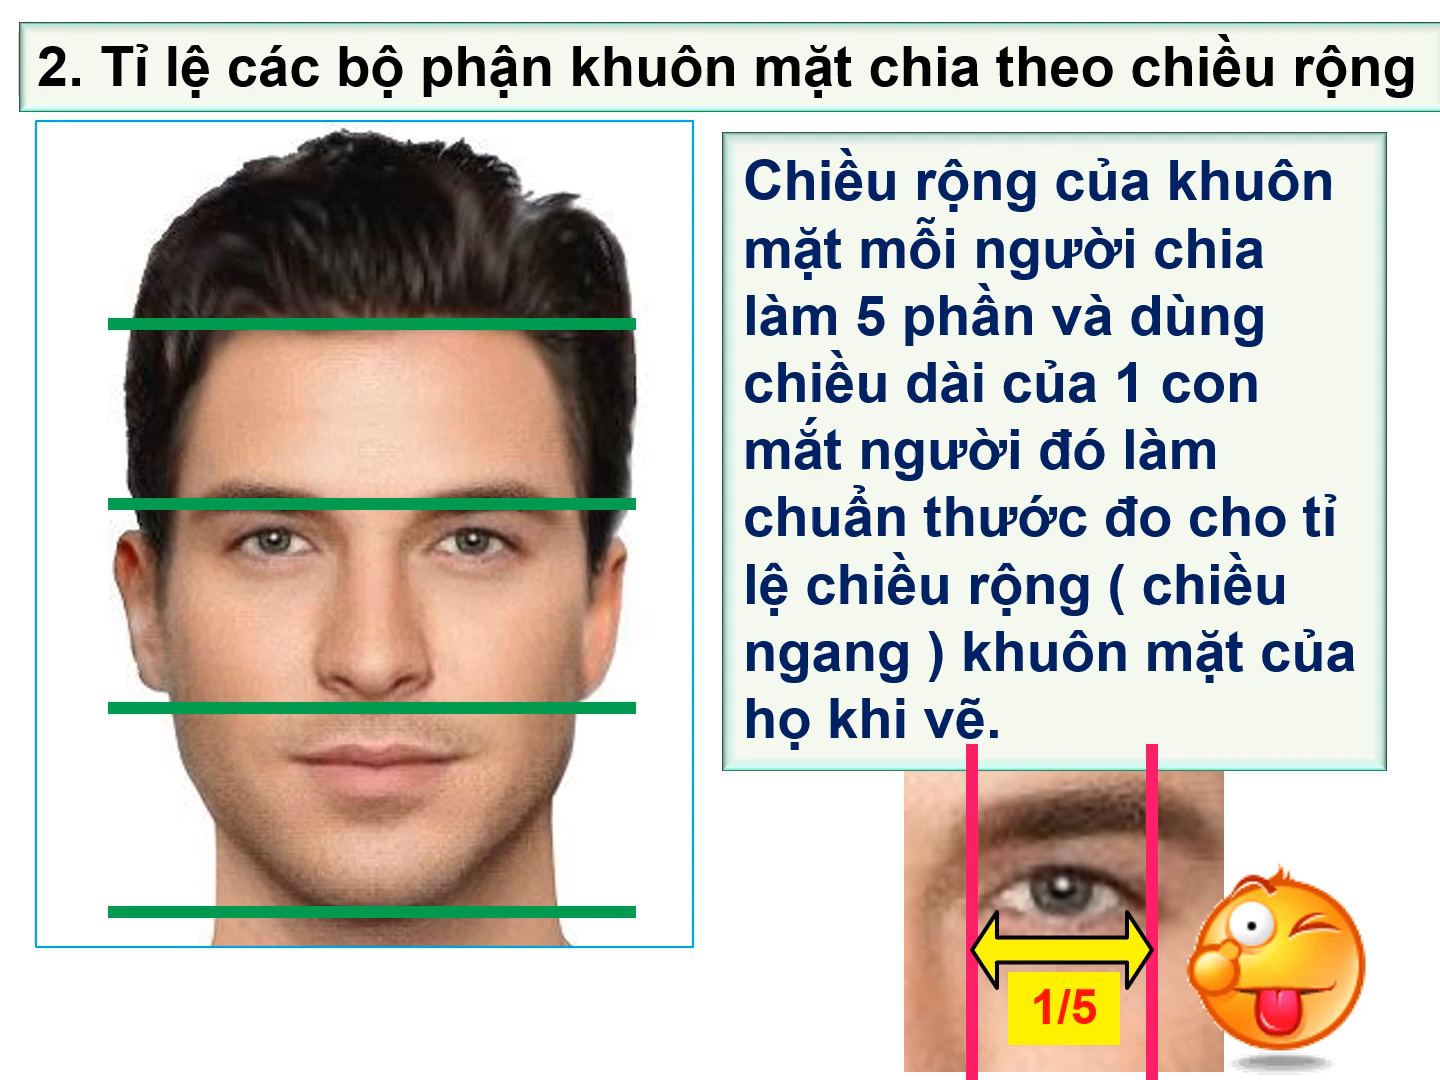 2. Tỉ lệ các bộ phận khuôn mặt chia theo chiều rộng
Chiều rộng của khuôn
mặt mỗi người chia
làm 5 phần và dùng
chiều dài của 1 con
mắt người đó làm
chuẩn thước đo cho tỉ
lệ chiều rộng ( chiều
ngang ) khuôn mặt của
họ khi vẽ.
1/5